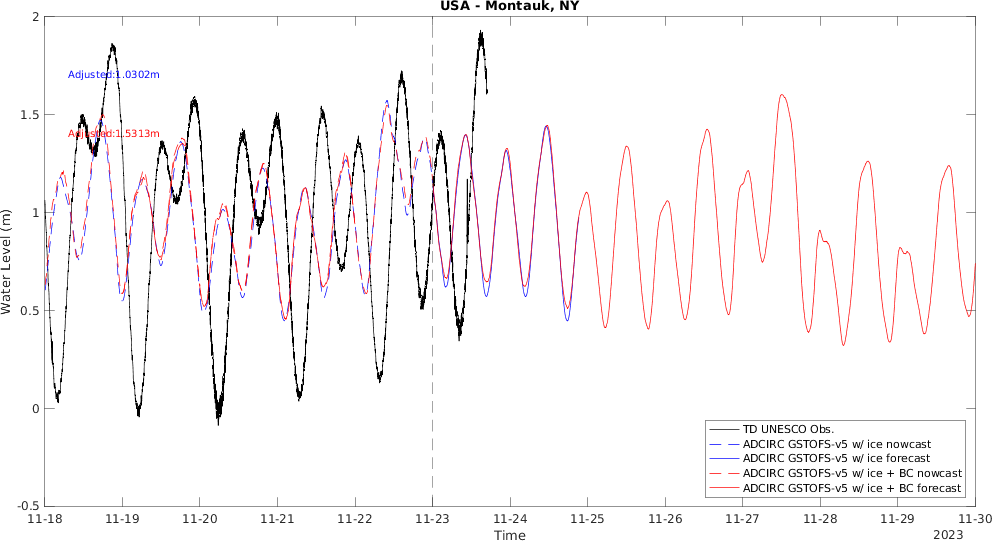 USA - Montauk, NY
2
1.5
1
0.5
0
-0.5
Water Level (m)
Adjusted:1.0302m
Adjusted:1.5313m
TD UNESCO Obs.
ADCIRC GSTOFS-v5 w/ ice nowcast
ADCIRC GSTOFS-v5 w/ ice forecast
ADCIRC GSTOFS-v5 w/ ice + BC nowcast
ADCIRC GSTOFS-v5 w/ ice + BC forecast
11-18 11-19 11-20 11-21 11-22 11-23 11-24 11-25 11-26 11-27 11-28 11-29 11-30
Time
2023